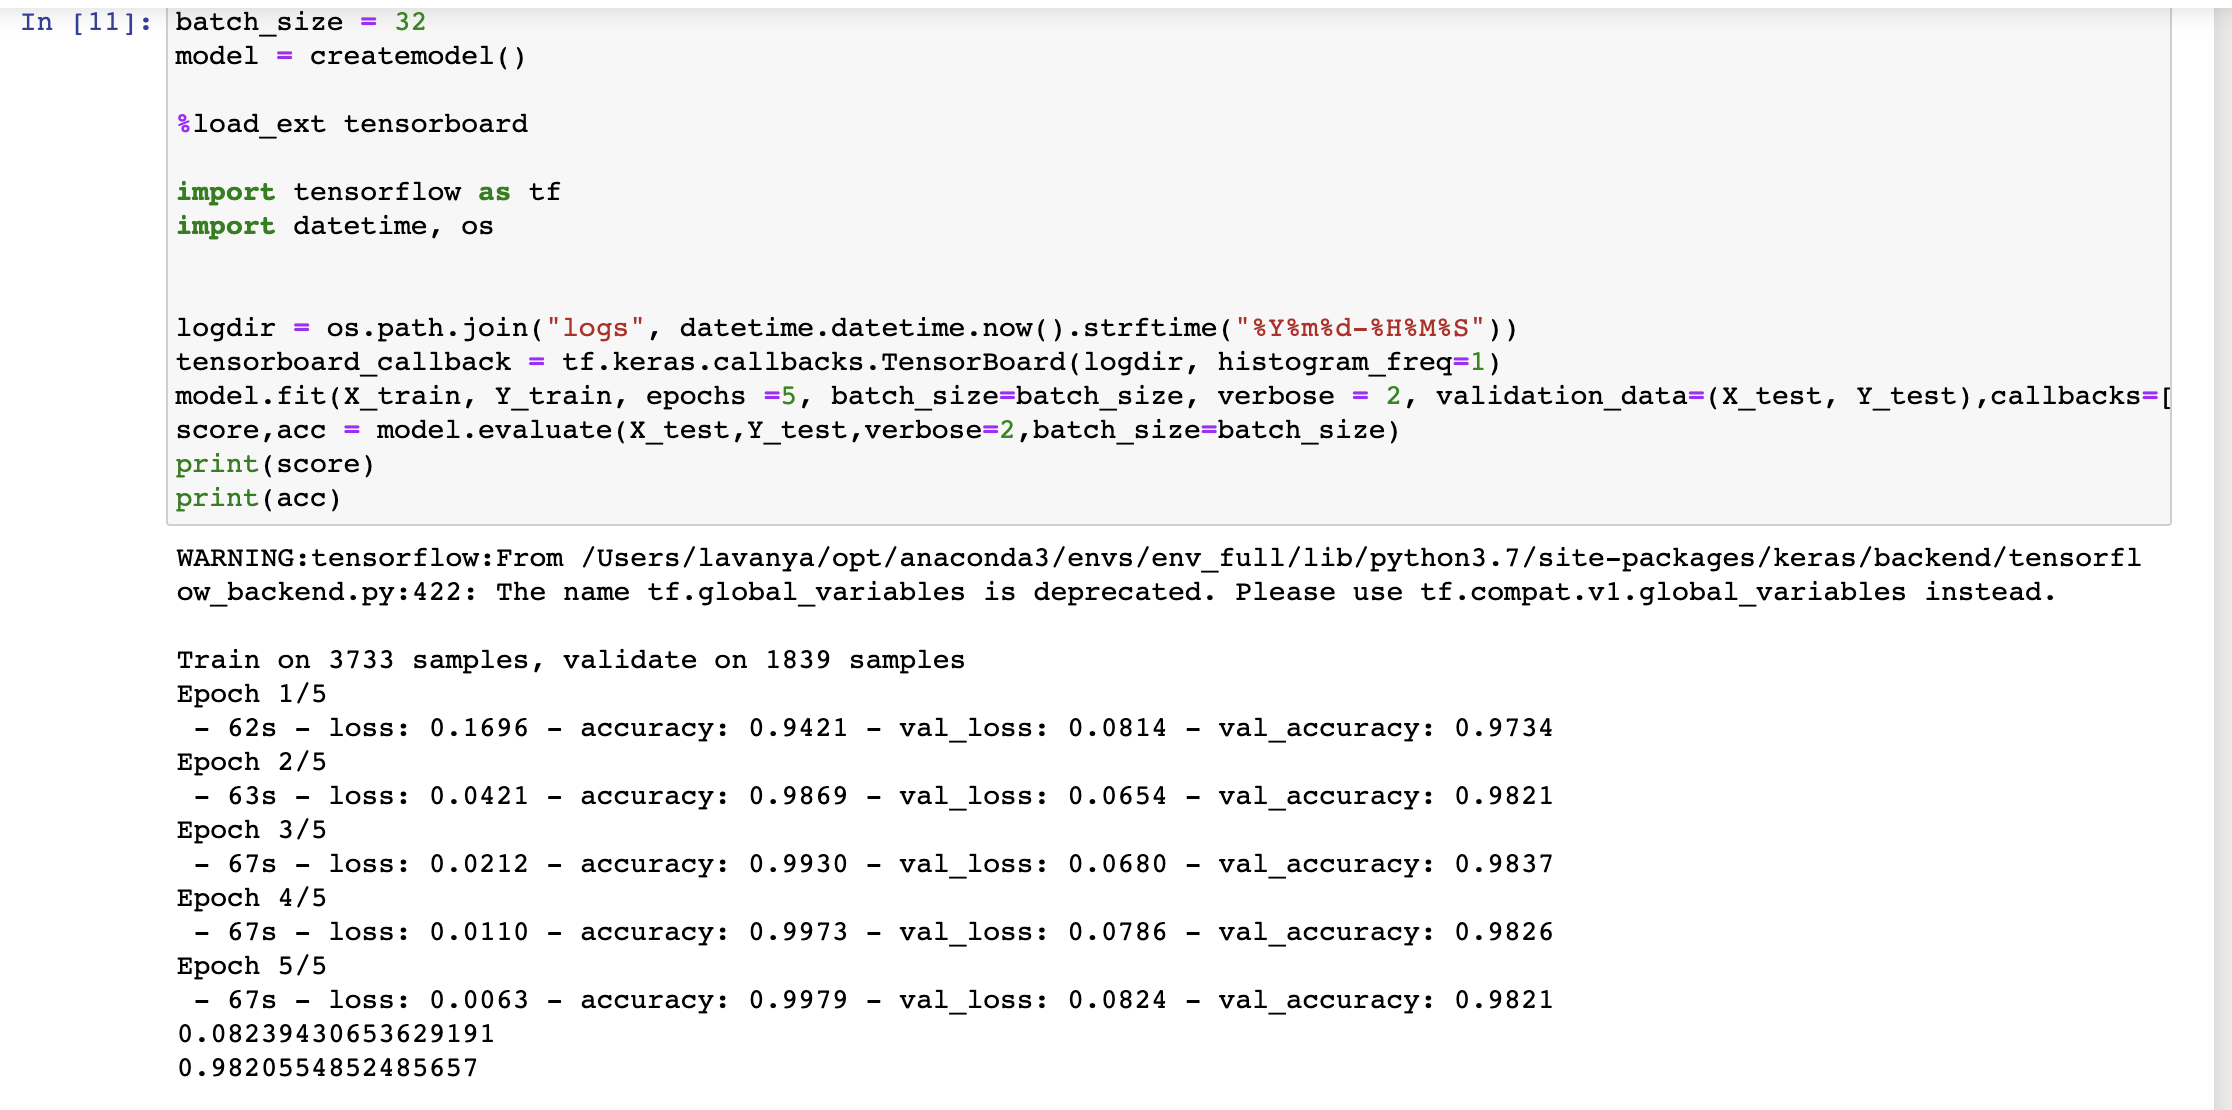 In [11]: batch_size = 32
model = createmodel()
%load_ext tensorboard
import tensorflow as tf
import datetime, os
logdir = os.path.join("logs", datetime.datetime.now().strftime("%Y%m%d-%H%M%S"))
tensorboard_callback = tf.keras.callbacks.TensorBoard(logdir, histogram_freq=1)
model.fit(X_train, Y_train, epochs =5, batch_size=batch_size, verbose = 2, validation_data=(X_test, Y_test),callbacks=[
score,acc = model.evaluate(X_test,Y_test,verbose=2,batch_size=batch_size)
print(score)
print(acc)
WARNING:tensorflow:From /Users/lavanya/opt/anaconda3/envs/env_full/lib/python3.7/site-packages/keras/backend/tensorfl
ow_backend.py:422: The name tf.global_variables is deprecated. Please use tf.compat.v1.global_variables instead.
Train on 3733 samples, validate on 1839 samples
Epoch 1/5
 - 62s - loss: 0.1696 - accuracy: 0.9421 - val_loss: 0.0814 - val_accuracy: 0.9734
Epoch 2/5
 - 63s - loss: 0.0421 - accuracy: 0.9869 - val_loss: 0.0654 - val_accuracy: 0.9821
Epoch 3/5
 - 67s - loss: 0.0212 - accuracy: 0.9930 - val_loss: 0.0680 - val_accuracy: 0.9837
Epoch 4/5
 - 67s - loss: 0.0110 - accuracy: 0.9973 - val_loss: 0.0786 - val_accuracy: 0.9826
Epoch 5/5
 - 67s - loss: 0.0063 - accuracy: 0.9979 - val_loss: 0.0824 - val_accuracy: 0.9821
0.08239430653629191
0.9820554852485657